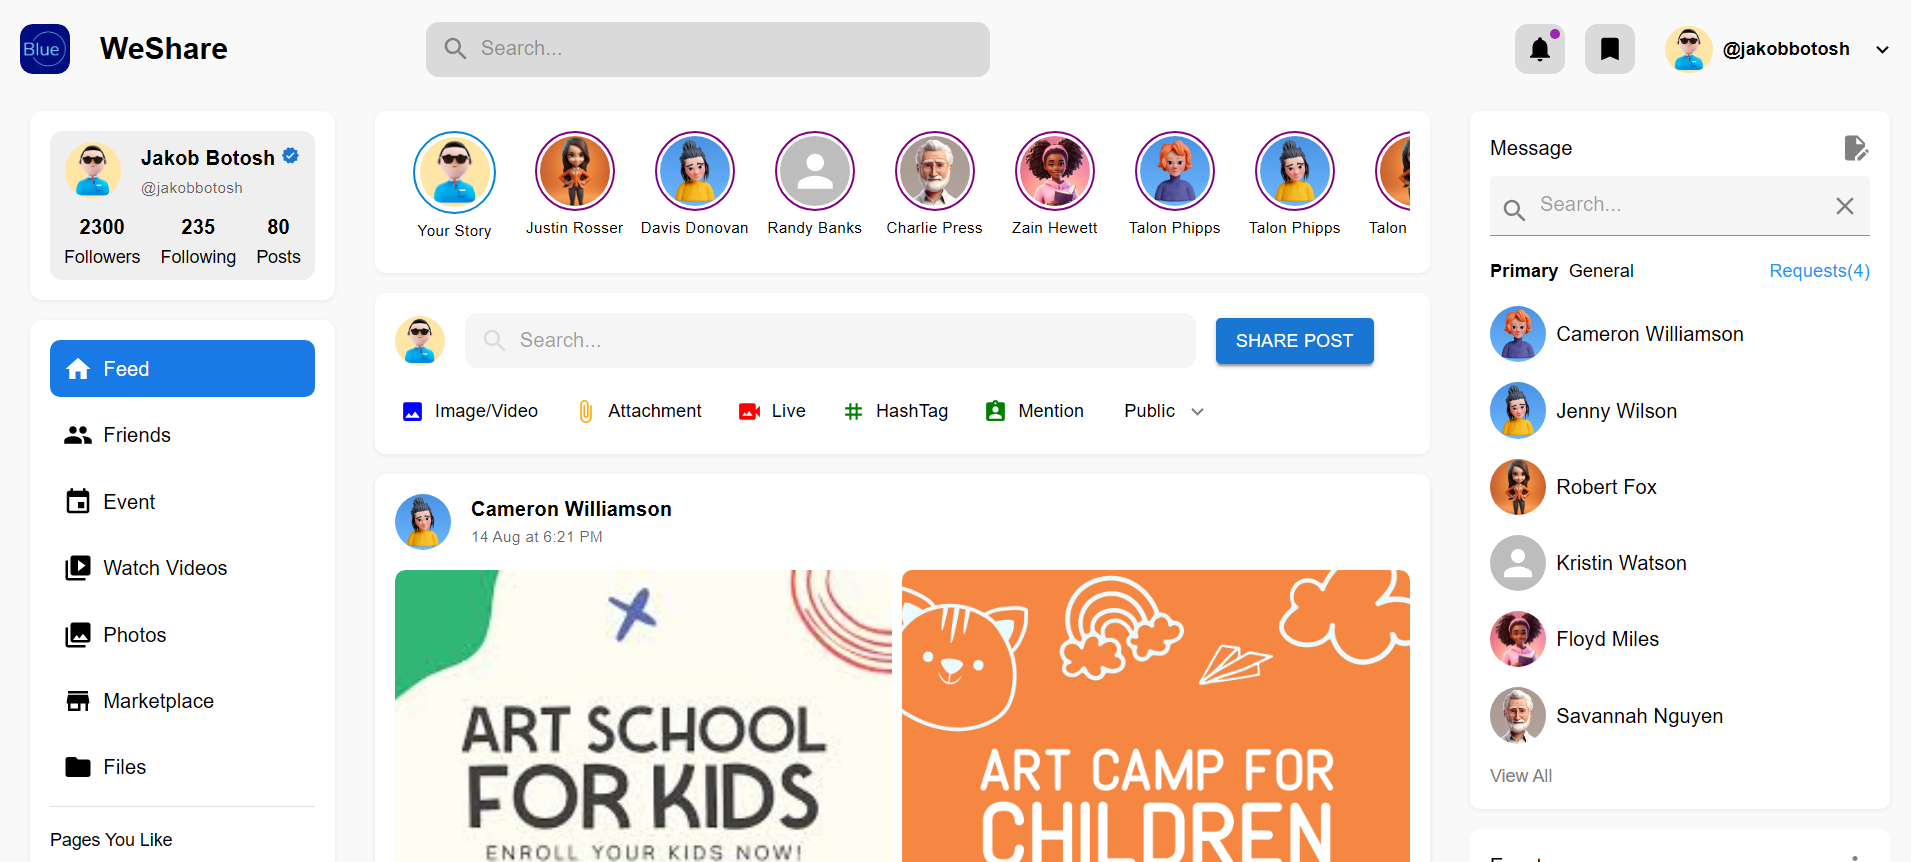 Blue
WeShare
Search...
@jakobbotosh
Jakob Botosh
@jakobbotosh
2300 235 80
Followers Following Posts
Feed
Friends
Event
Watch Videos
Photos
Marketplace
Files
Pages You Like
Your Story
Justin Rosser
Davis Donovan
Randy Banks
Charlie Press
Zain Hewett
Talon Phipps
Talon Phipps
Talon
Search...
SHARE POST
Image/Video Attachment Live HashTag Mention Public
Cameron Williamson
14 Aug at 6:21 PM
ART SCHOOL
FOR KIDS
ENROLL YOUR KIDS NOW!
ART CAMP FOR
CHILDREN
Message
Search...
Primary General Requests(4)
Cameron Williamson
Jenny Wilson
Robert Fox
Kristin Watson
Floyd Miles
Savannah Nguyen
View All